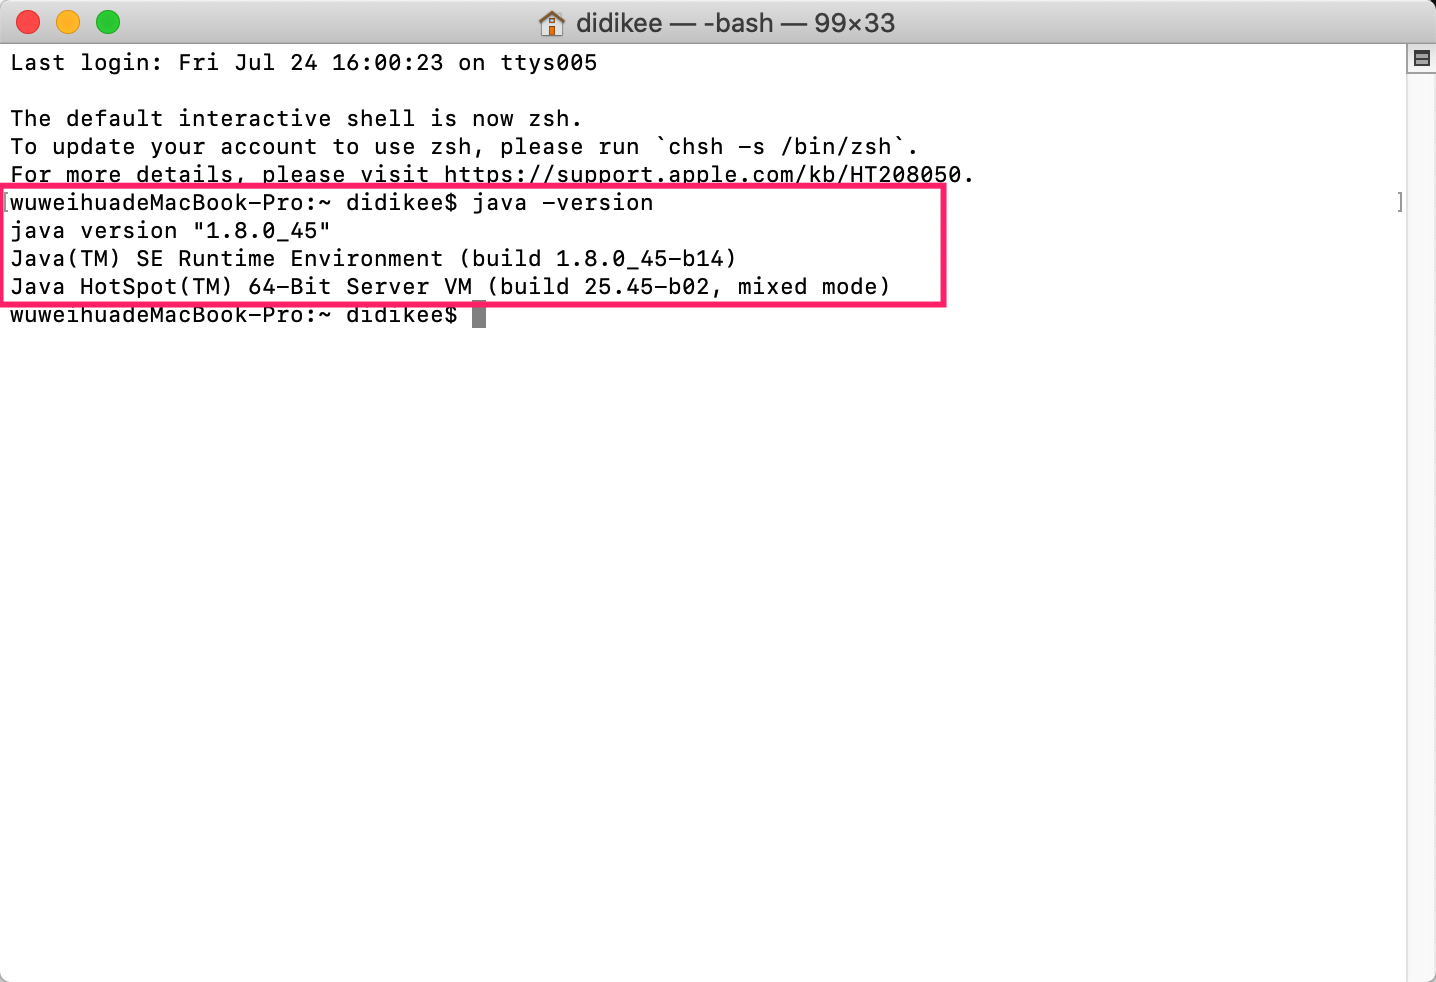 didikee — -bash — 99×33
Last login: Fri Jul 24 16:00:23 on ttys005
The default interactive shell is now zsh.
To update your account to use zsh, please run `chsh -s /bin/zsh`.
For more details, please visit https://support.apple.com/kb/HT208050.
[wuweihuadeMacBook-Pro:~ didikee$ java -version ]
java version "1.8.0_45"
Java(TM) SE Runtime Environment (build 1.8.0_45-b14)
Java HotSpot(TM) 64-Bit Server VM (build 25.45-b02, mixed mode)
wuweihuadeMacBook-Pro:~ didikee$